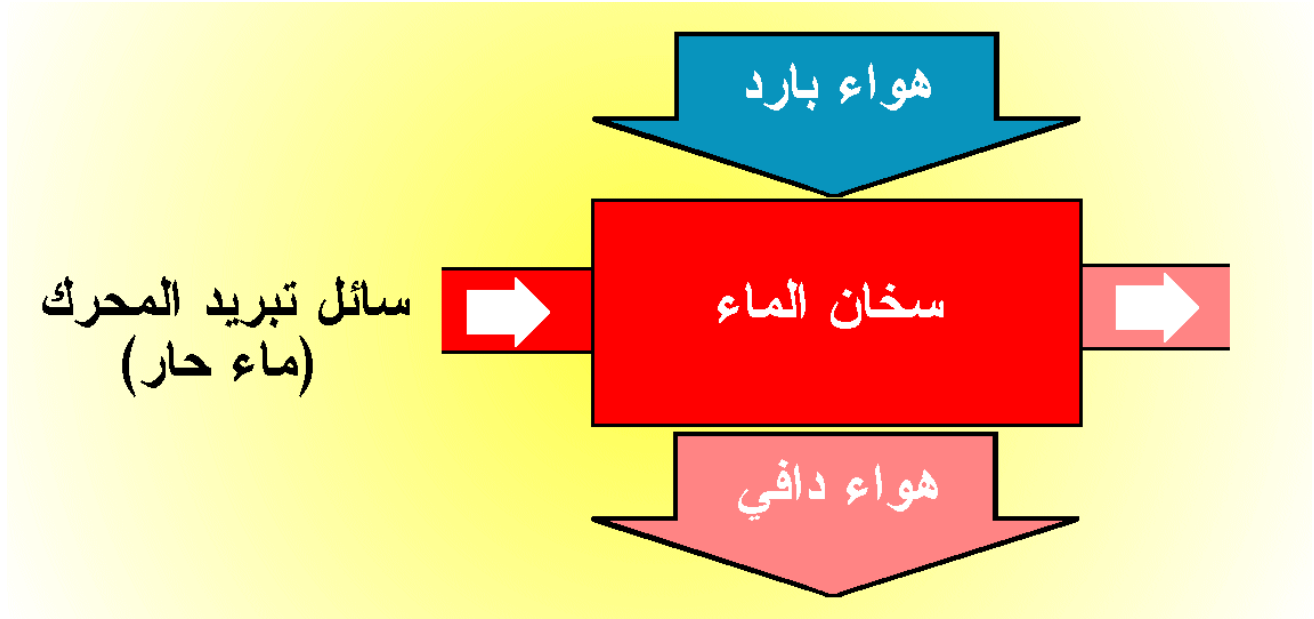 هواء بارد
سخان الماء
سائل تبريد المحرك
(ماء حار)
هواء دافي